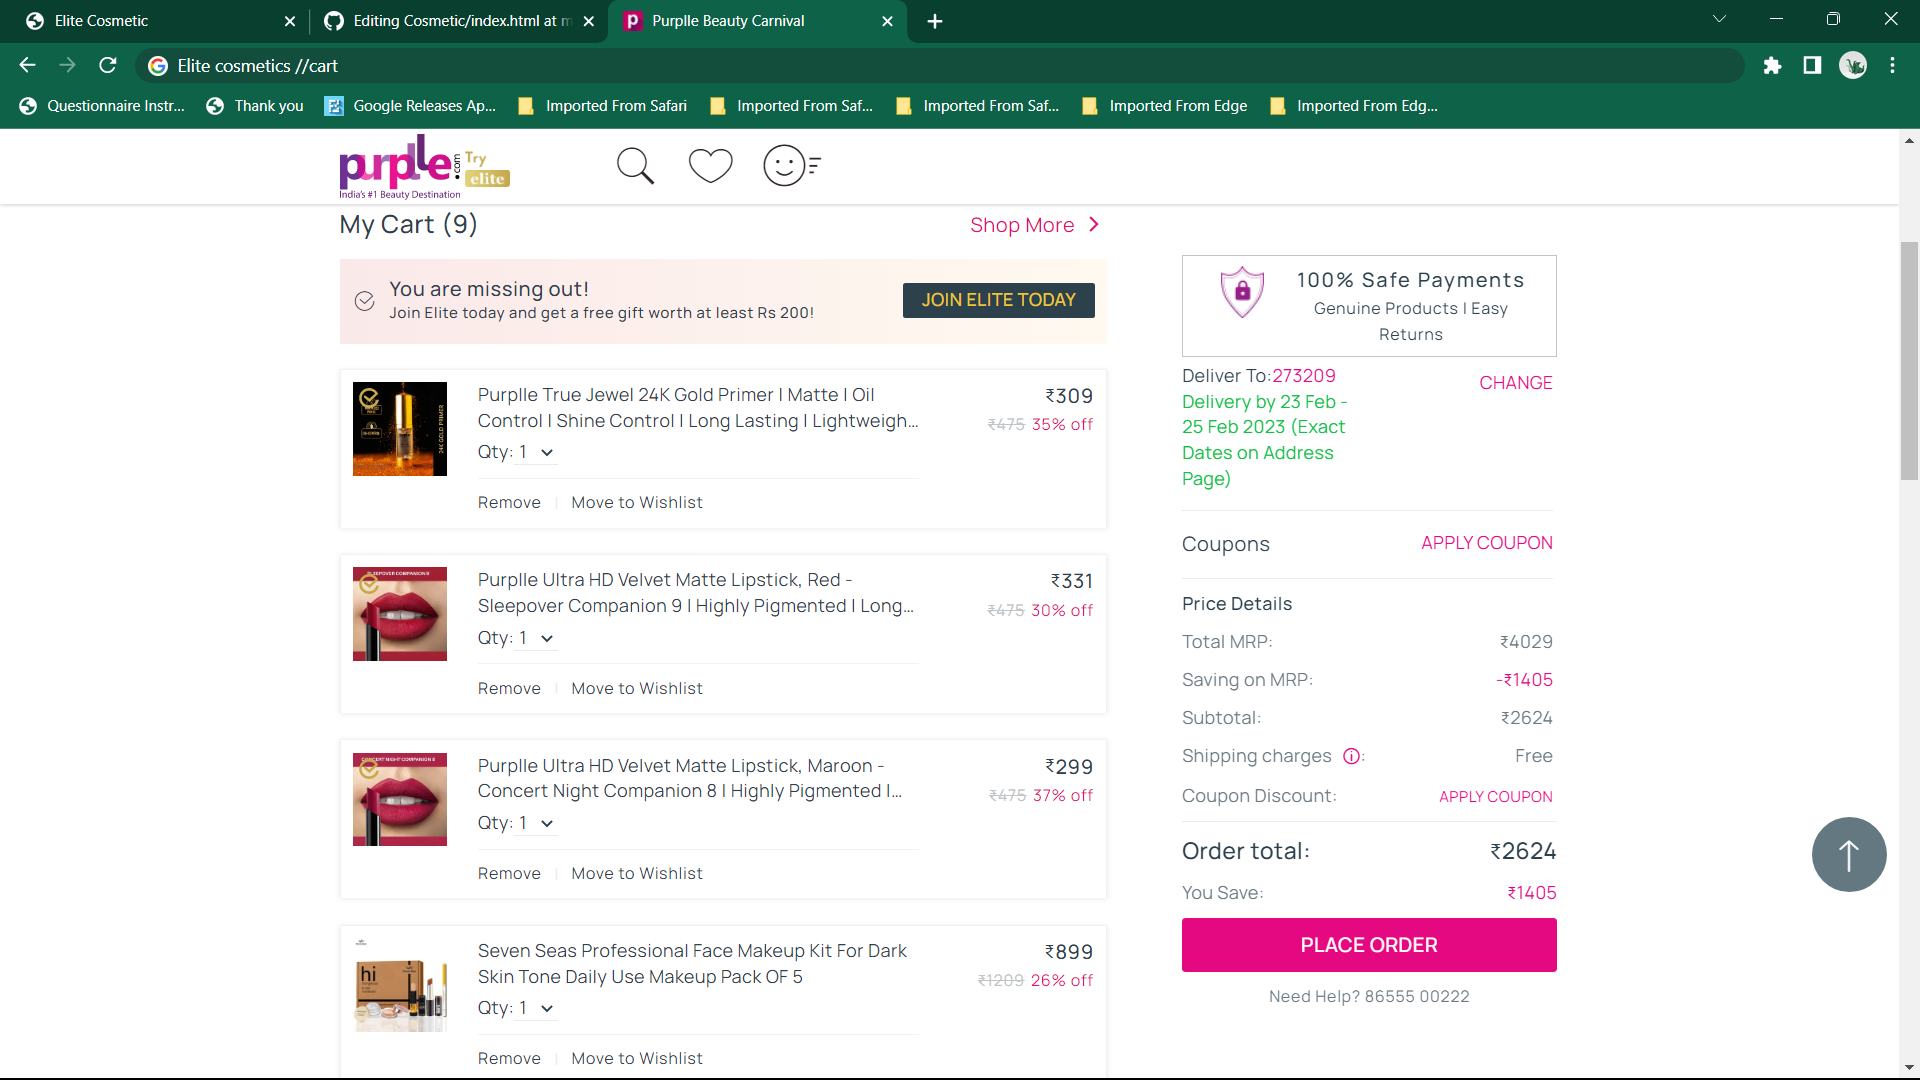 Elite Cosmetic
Editing Cosmetic/index.html at m
Purplle Beauty Carnival
Elite cosmetics //cart
Questionnaire Instr...
Thank you
Google Releases Ap...
Imported From Safari
Imported From Saf...
Imported From Saf...
Imported From Edge
Imported From Edg...
purplle.com
Try
elite
India's #1 Beauty Destination
My Cart (9)
Shop More
You are missing out!
Join Elite today and get a free gift worth at least Rs 200!
JOIN ELITE TODAY
24K GOLD PRIMER
Purplle True Jewel 24K Gold Primer | Matte | Oil
Control | Shine Control | Long Lasting | Lightweigh...
₹309
₹475 35% off
Qty: 1
Remove
Move to Wishlist
SLEEPOVER COMPANION 9
Purplle Ultra HD Velvet Matte Lipstick, Red -
Sleepover Companion 9 | Highly Pigmented | Long...
₹331
₹475 30% off
Qty: 1
Remove
Move to Wishlist
CONCERT NIGHT COMPANION 8
Purplle Ultra HD Velvet Matte Lipstick, Maroon -
Concert Night Companion 8 | Highly Pigmented |...
₹299
₹475 37% off
Qty: 1
Remove
Move to Wishlist
hi
Seven Seas Professional Face Makeup Kit For Dark
Skin Tone Daily Use Makeup Pack OF 5
₹899
₹1209 26% off
Qty: 1
Remove
Move to Wishlist
100% Safe Payments
Genuine Products | Easy
Returns
Deliver To:273209
CHANGE
Delivery by 23 Feb -
25 Feb 2023 (Exact
Dates on Address
Page)
Coupons
APPLY COUPON
Price Details
Total MRP:
₹4029
Saving on MRP:
-₹1405
Subtotal:
₹2624
Shipping charges :
Free
Coupon Discount:
APPLY COUPON
Order total:
₹2624
You Save:
₹1405
PLACE ORDER
Need Help? 86555 00222